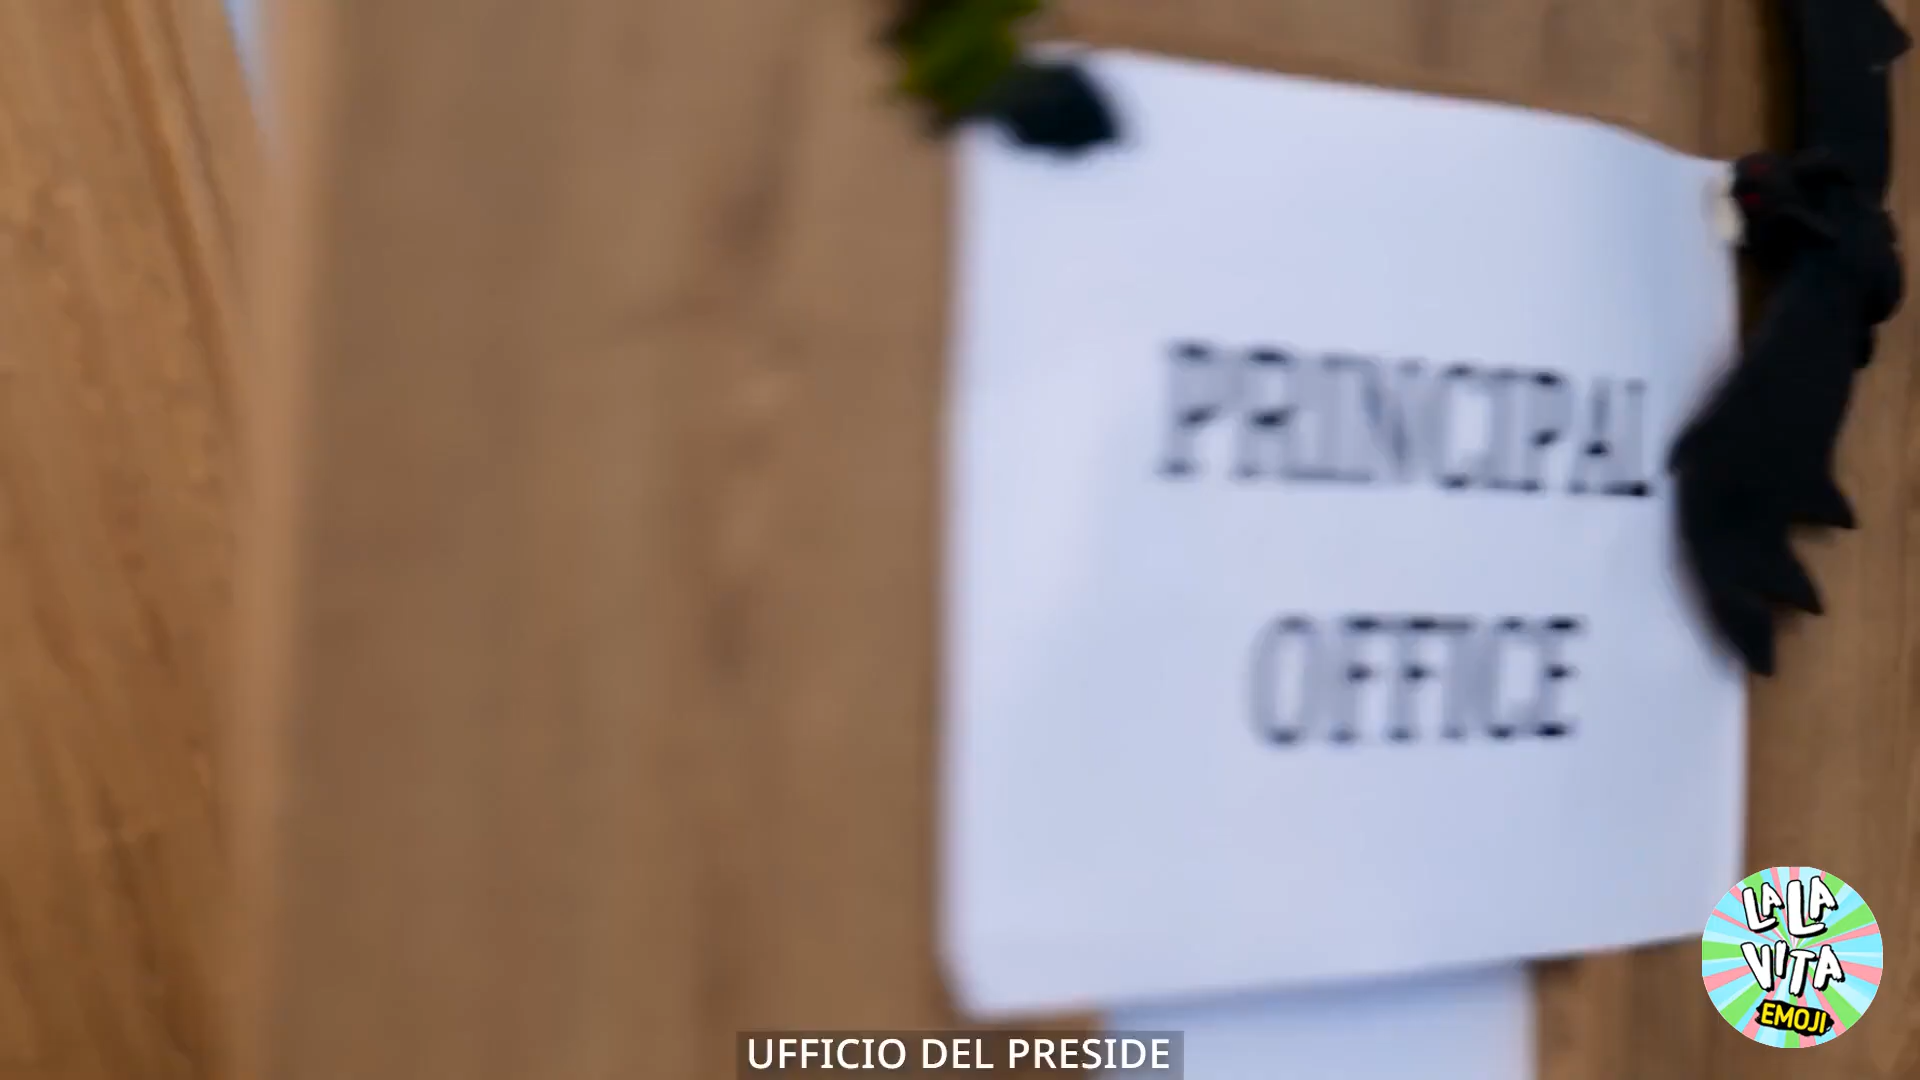 PRINCIPAL
OFFICE
LA LA
VITA
EMOJI
UFFICIO DEL PRESIDE